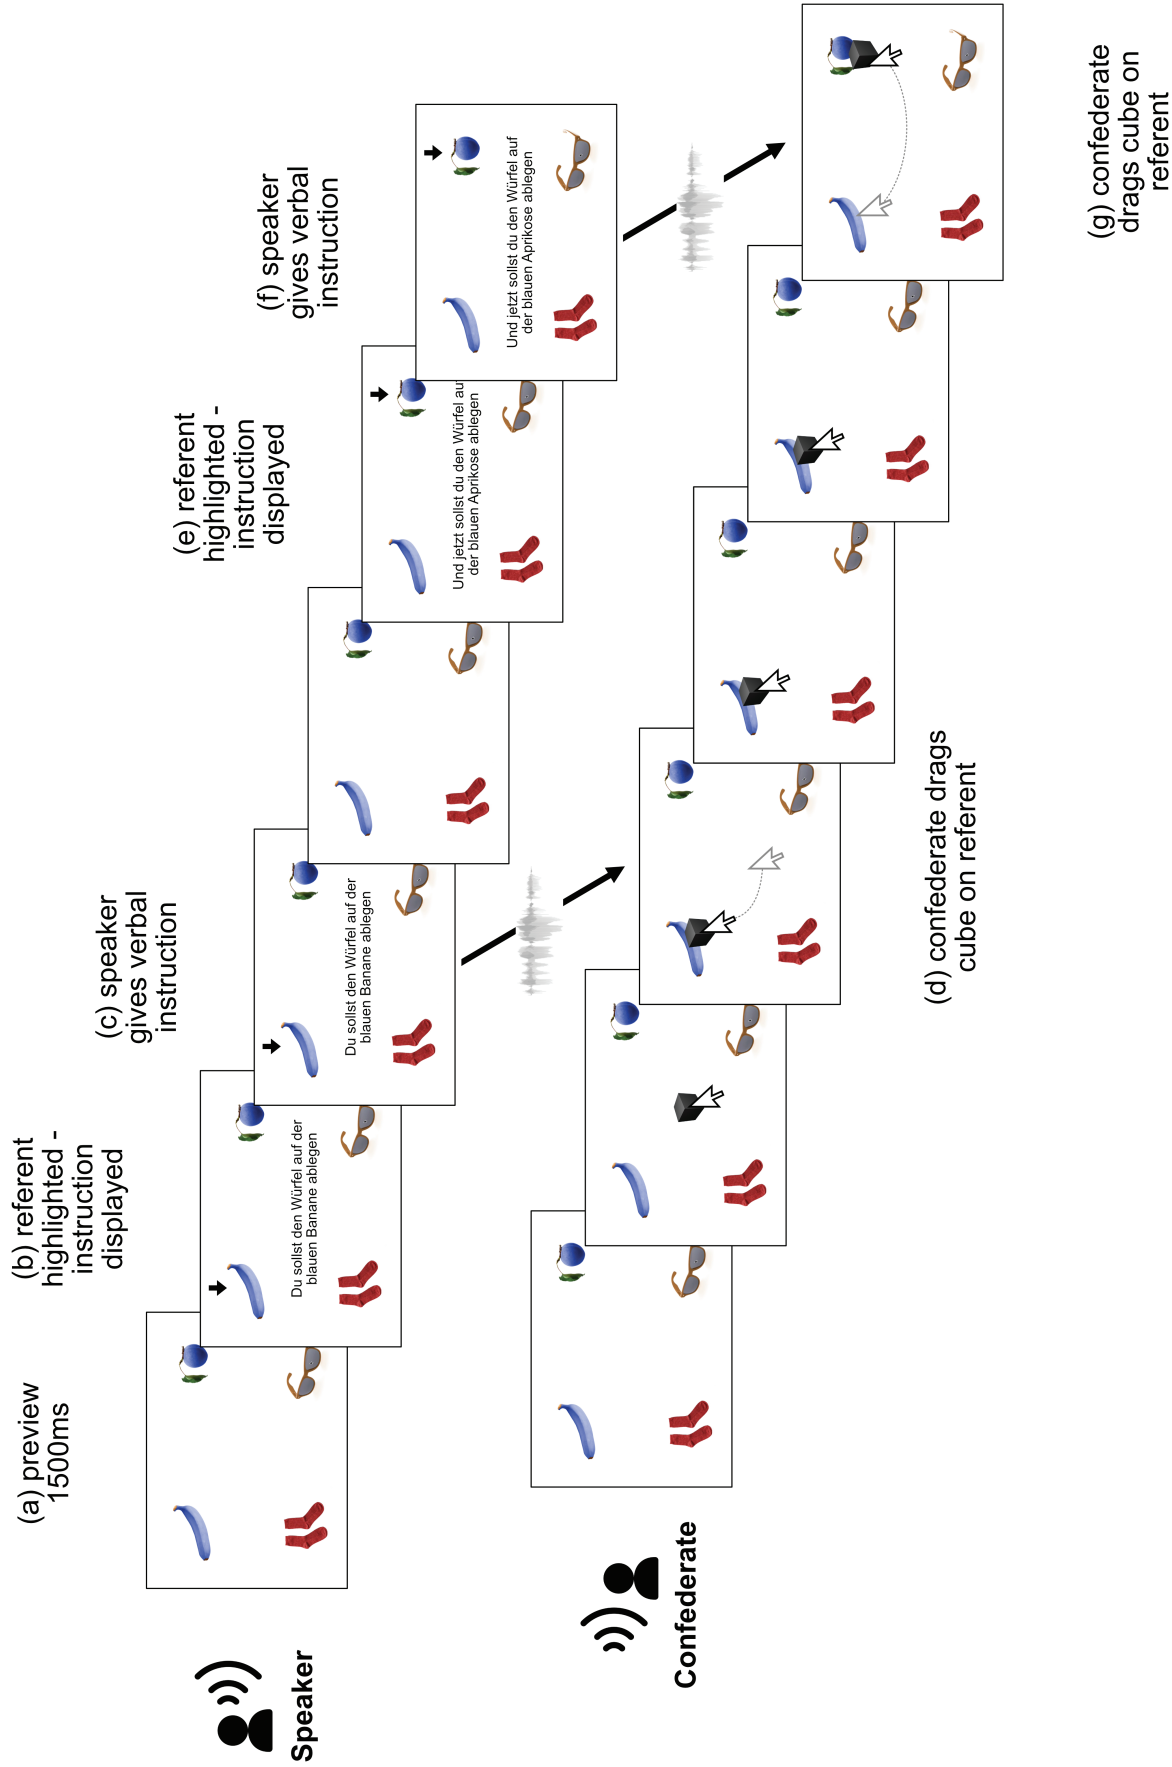 (a) preview
1500ms
(b) referent
highlighted -
instruction
displayed
(c) speaker
gives verbal
instruction
(e) referent
highlighted -
instruction
displayed
(f) speaker
gives verbal
instruction
Speaker
Du sollst den Würfel auf der
blauen Banane ablegen
Du sollst den Würfel auf der
blauen Banane ablegen
Und jetzt sollst du den Würfel au
der blauen Aprikose ablegen
Und jetzt sollst du den Würfel auf
der blauen Aprikose ablegen
Confederate
(d) confederate drags
cube on referent
(g) confederate
drags cube on
referent